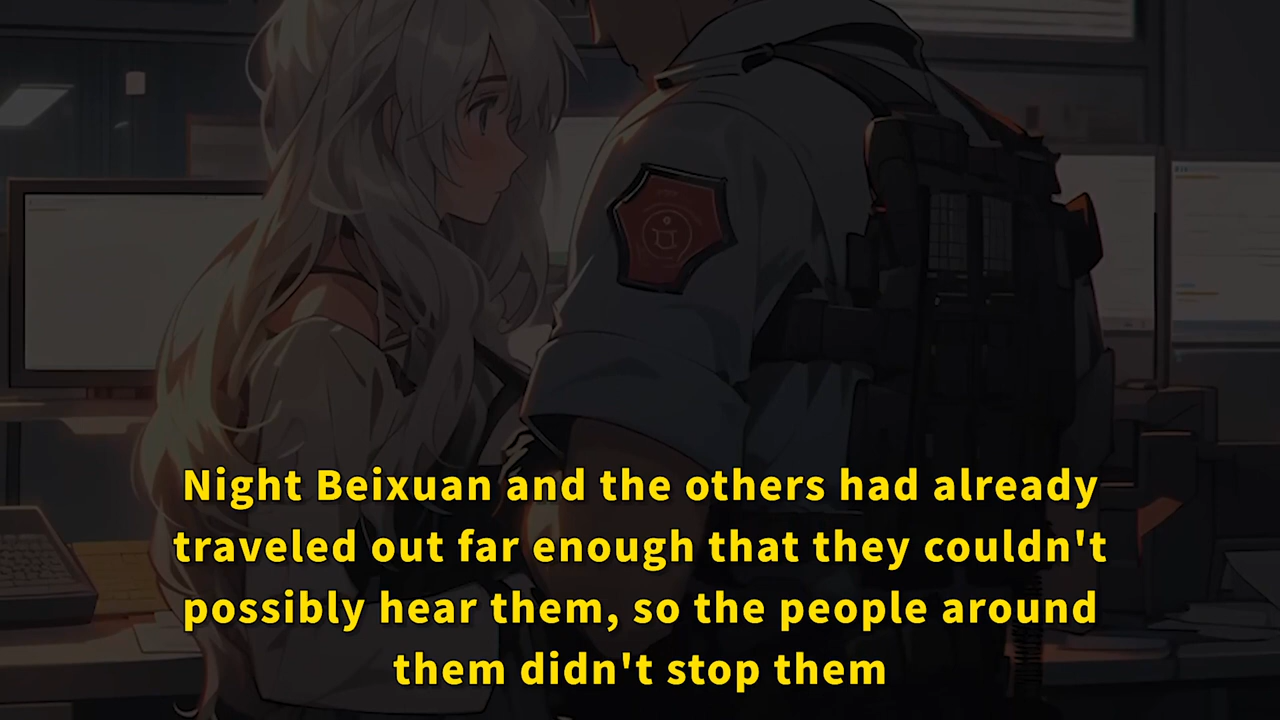 Night Beixuan and the others had already
traveled out far enough that they couldn't
possibly hear them, so the people around
them didn't stop them